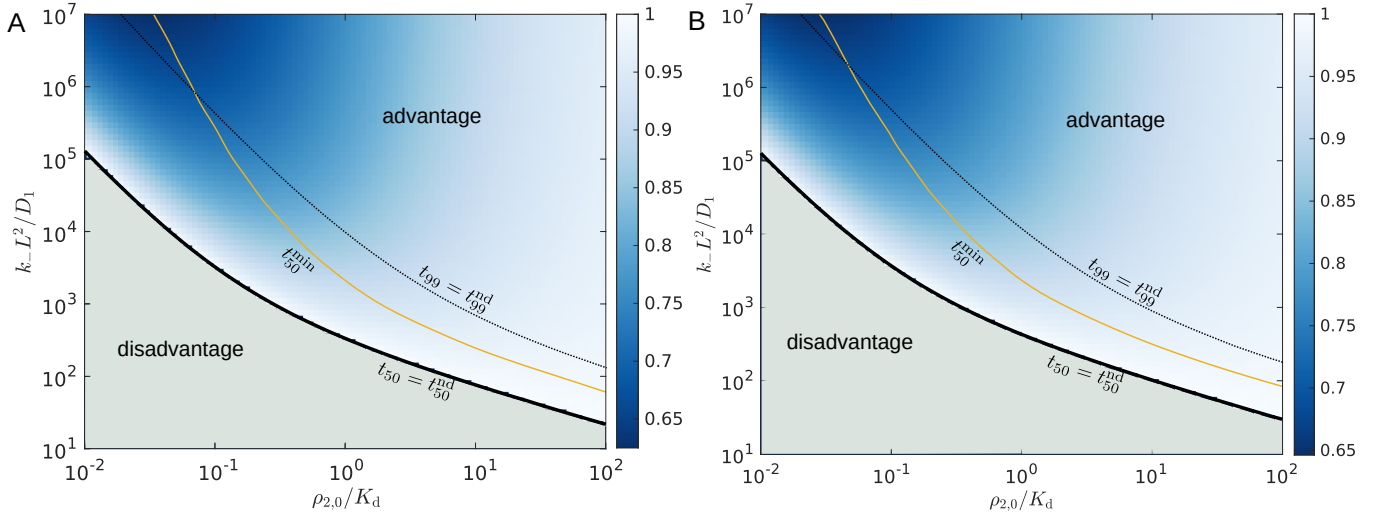 A
10^7
10^6
10^5
10^4
10^3
10^2
10^1
k_−L^2/D_1
advantage
disadvantage
t_50^min
t_99 = t_99^nd
t_50 = t_50^nd
10^−2
10^−1
10^0
10^1
10^2
ρ_2,0/K_d
1
0.95
0.9
0.85
0.8
0.75
0.7
0.65
B
10^7
10^6
10^5
10^4
10^3
10^2
10^1
k_−L^2/D_1
advantage
disadvantage
t_50^min
t_99 = t_99^nd
t_50 = t_50^nd
10^−2
10^−1
10^0
10^1
10^2
ρ_2,0/K_d
1
0.95
0.9
0.85
0.8
0.75
0.7
0.65